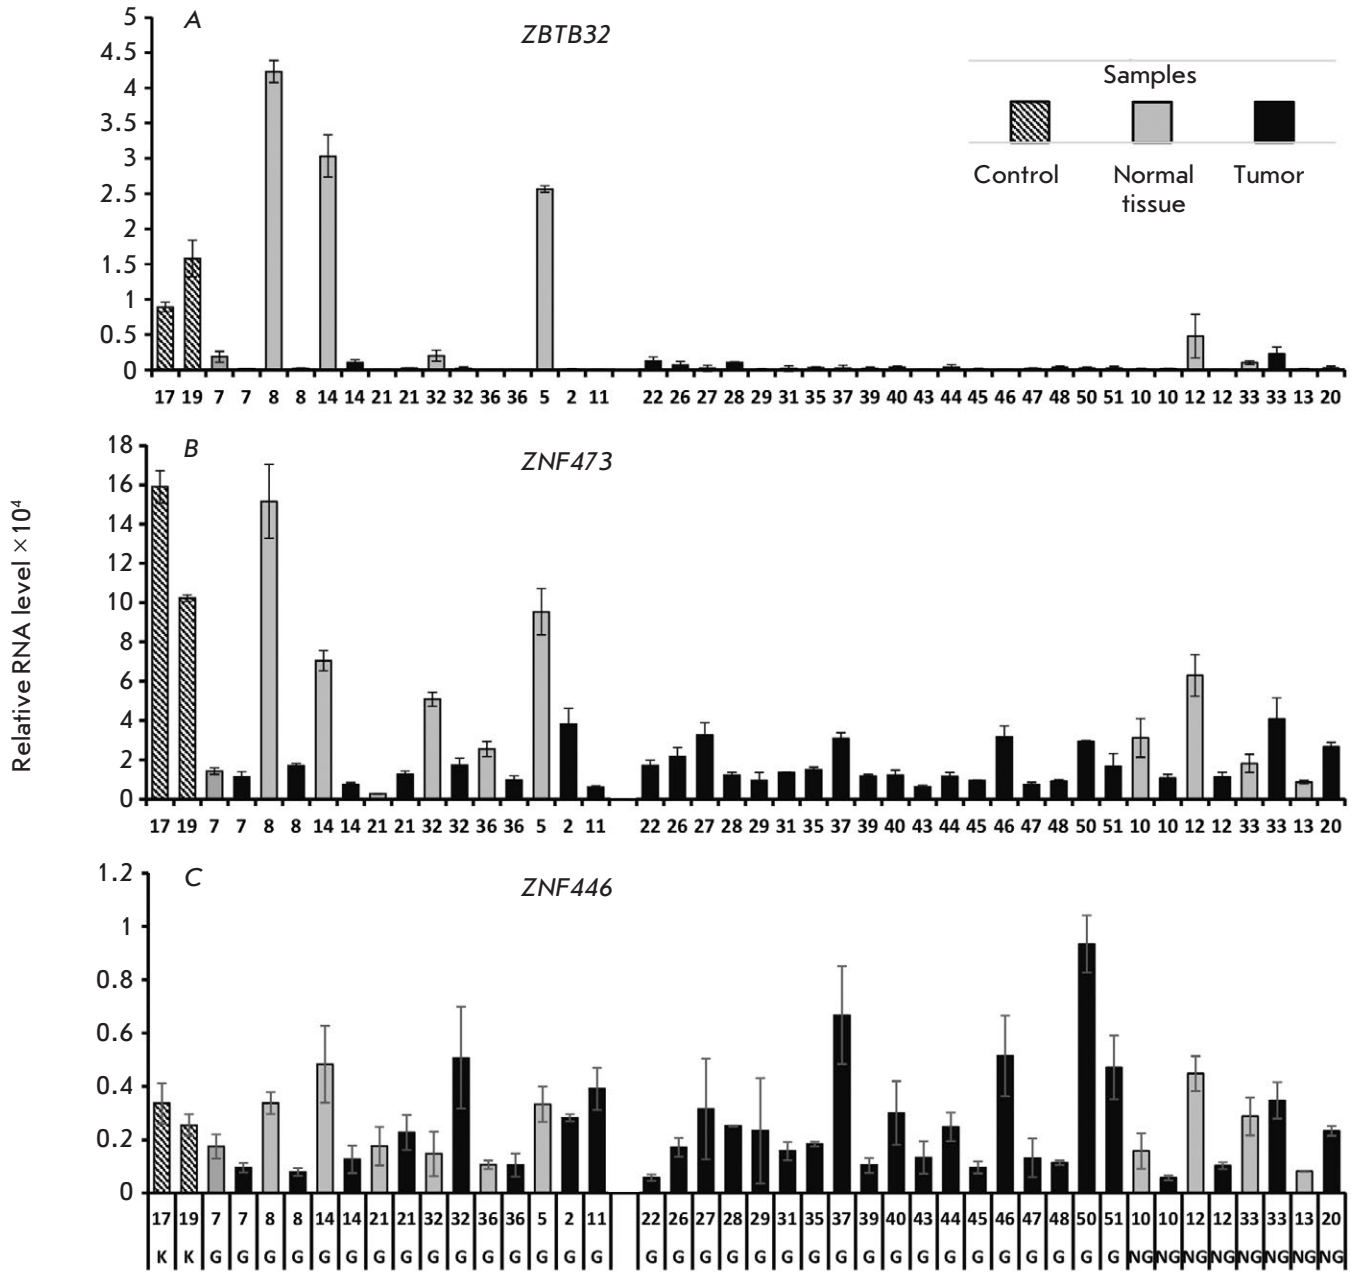 A
ZBTB32
5
4.5
4
3.5
3
2.5
2
1.5
1
0.5
0
Samples
Control
Normal
tissue
Tumor
17 19 7 7 8 8 14 14 21 21 32 32 36 36 5 2 11 22 26 27 28 29 31 35 37 39 40 43 44 45 46 47 48 50 51 10 10 12 12 33 33 13 20
Relative RNA level ×10⁴
B
ZNF473
18
16
14
12
10
8
6
4
2
0
17 19 7 7 8 8 14 14 21 21 32 32 36 36 5 2 11 22 26 27 28 29 31 35 37 39 40 43 44 45 46 47 48 50 51 10 10 12 12 33 33 13 20
C
ZNF446
1.2
1
0.8
0.6
0.4
0.2
0
17 19 7 7 8 8 14 14 21 21 32 32 36 36 5 2 11 22 26 27 28 29 31 35 37 39 40 43 44 45 46 47 48 50 51 10 10 12 12 33 33 13 20
K K G G G G G G G G G G G G G G G G G G G G G G G G G G G G G G G G G NG NG NG NG NG NG NG NG